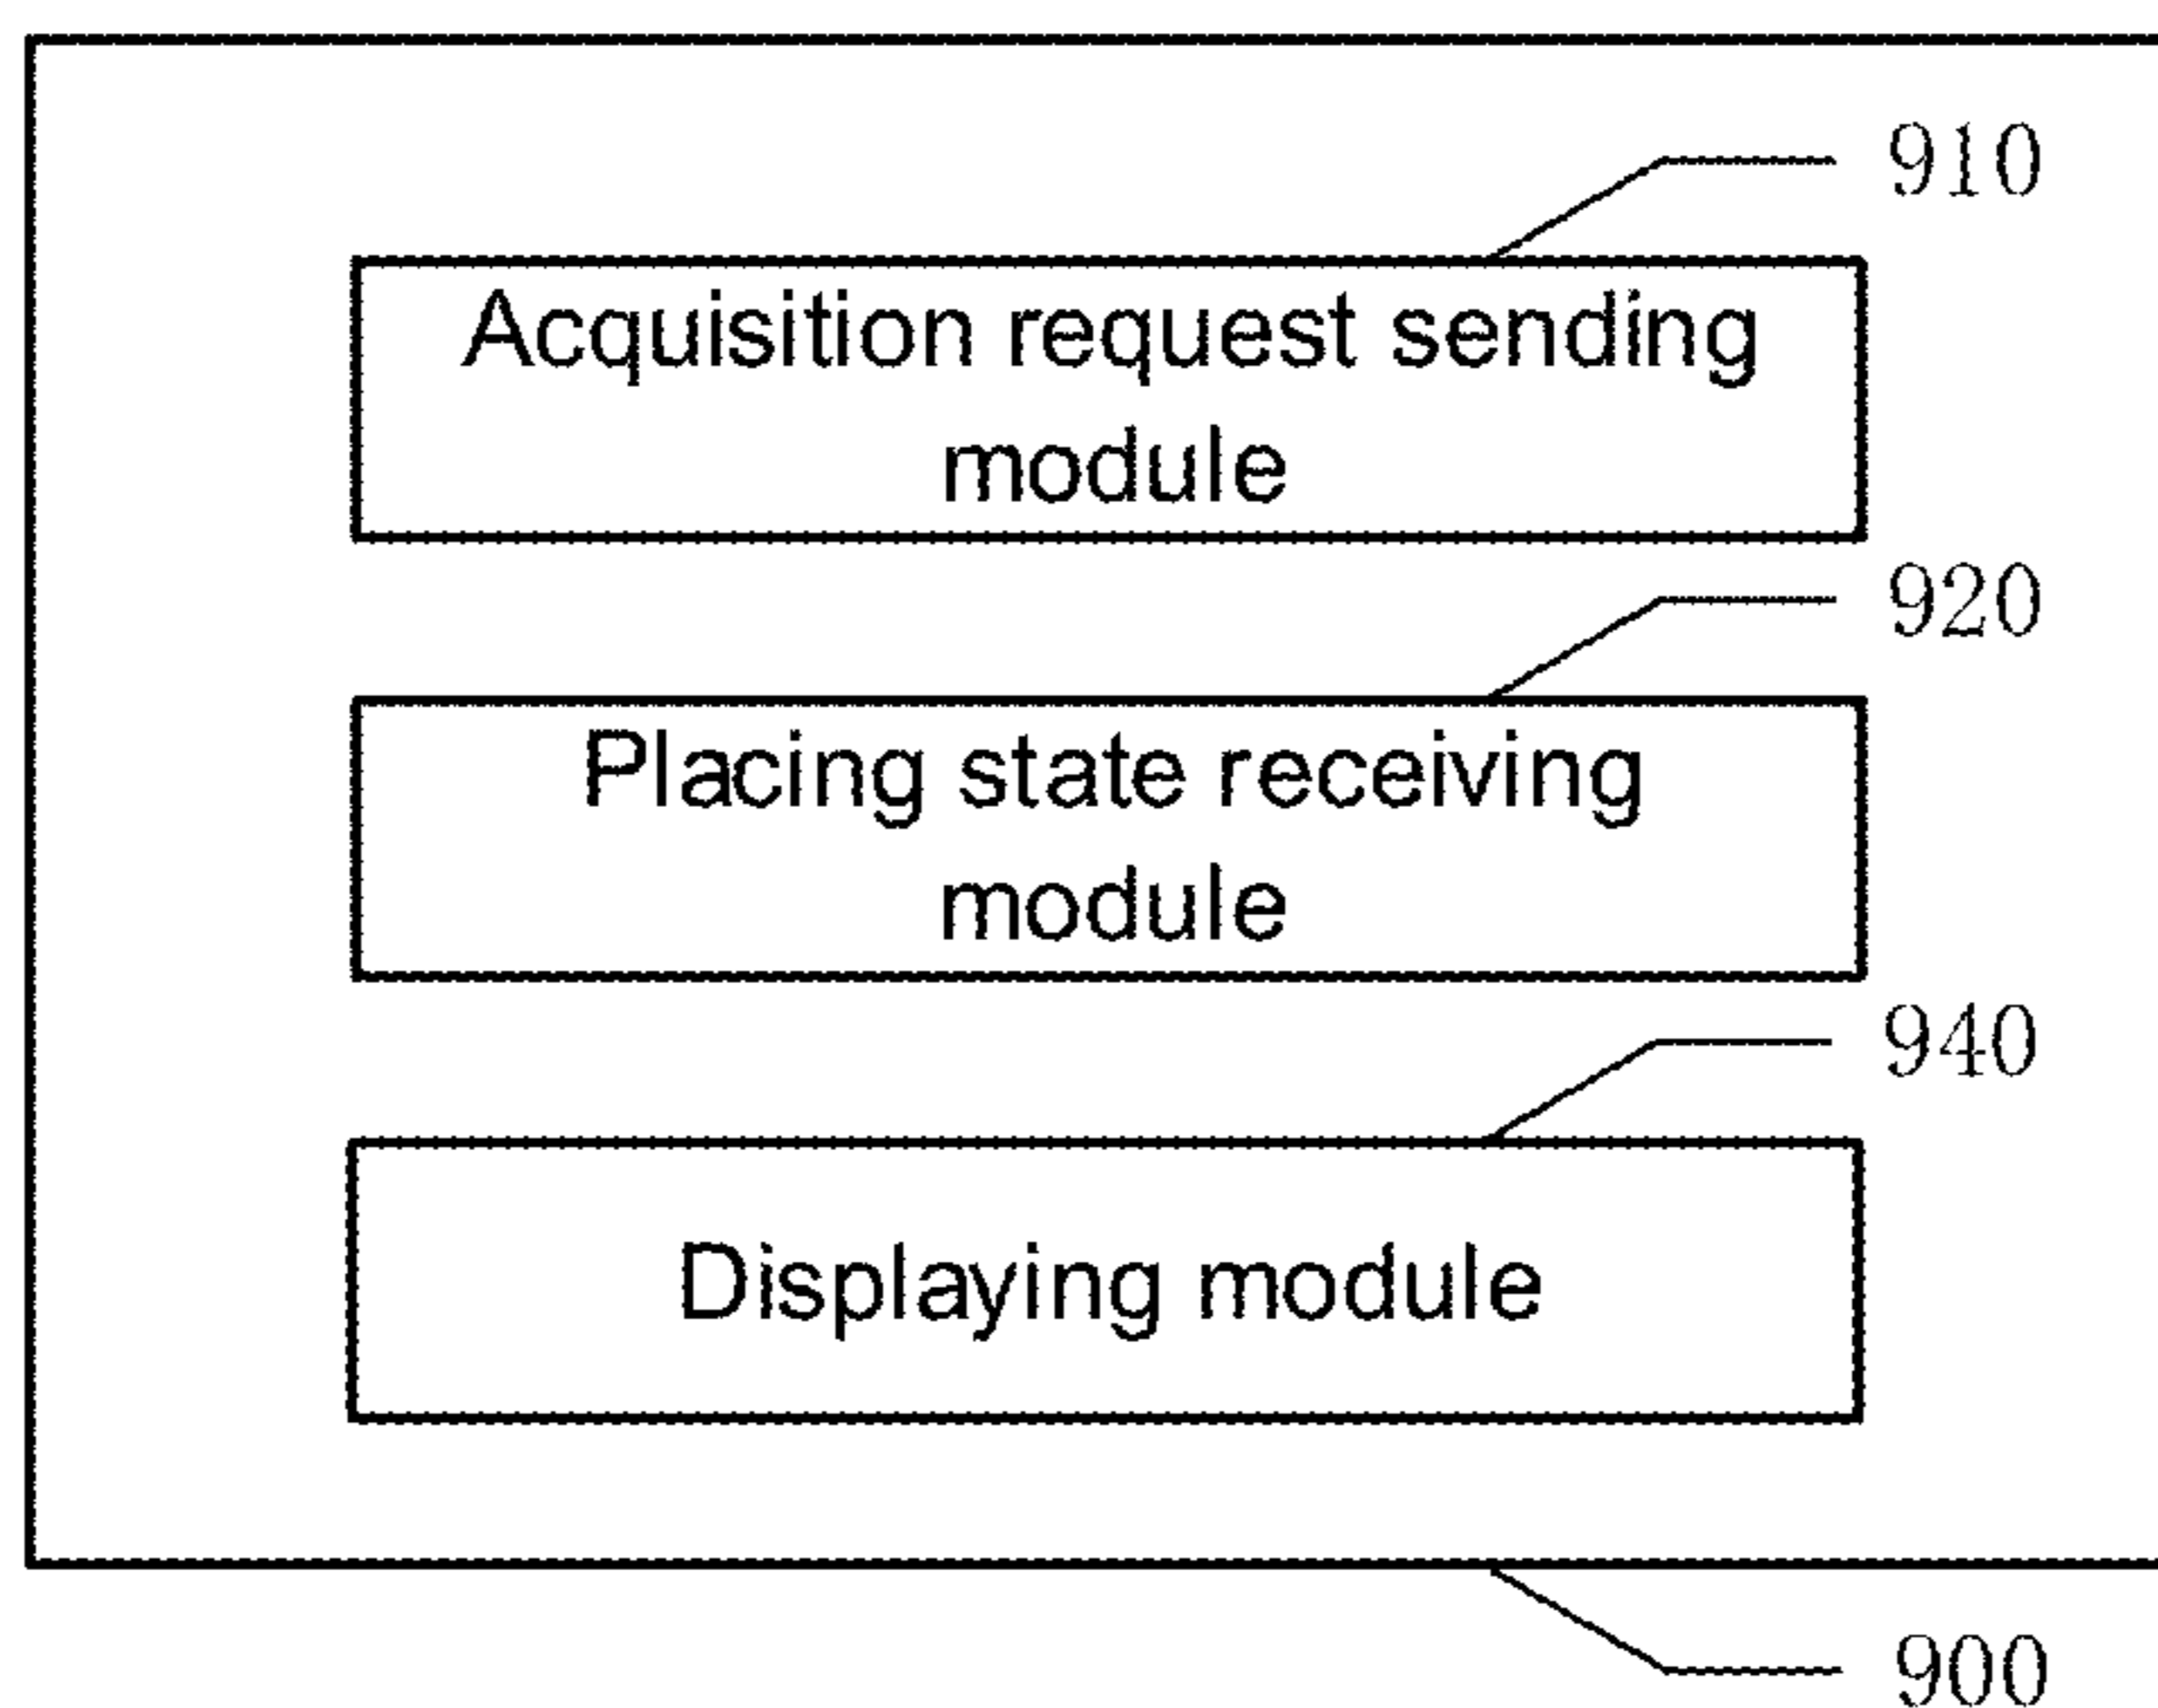 910
Acquisition request sending
module
920
Placing state receiving
module
940
Displaying module
900